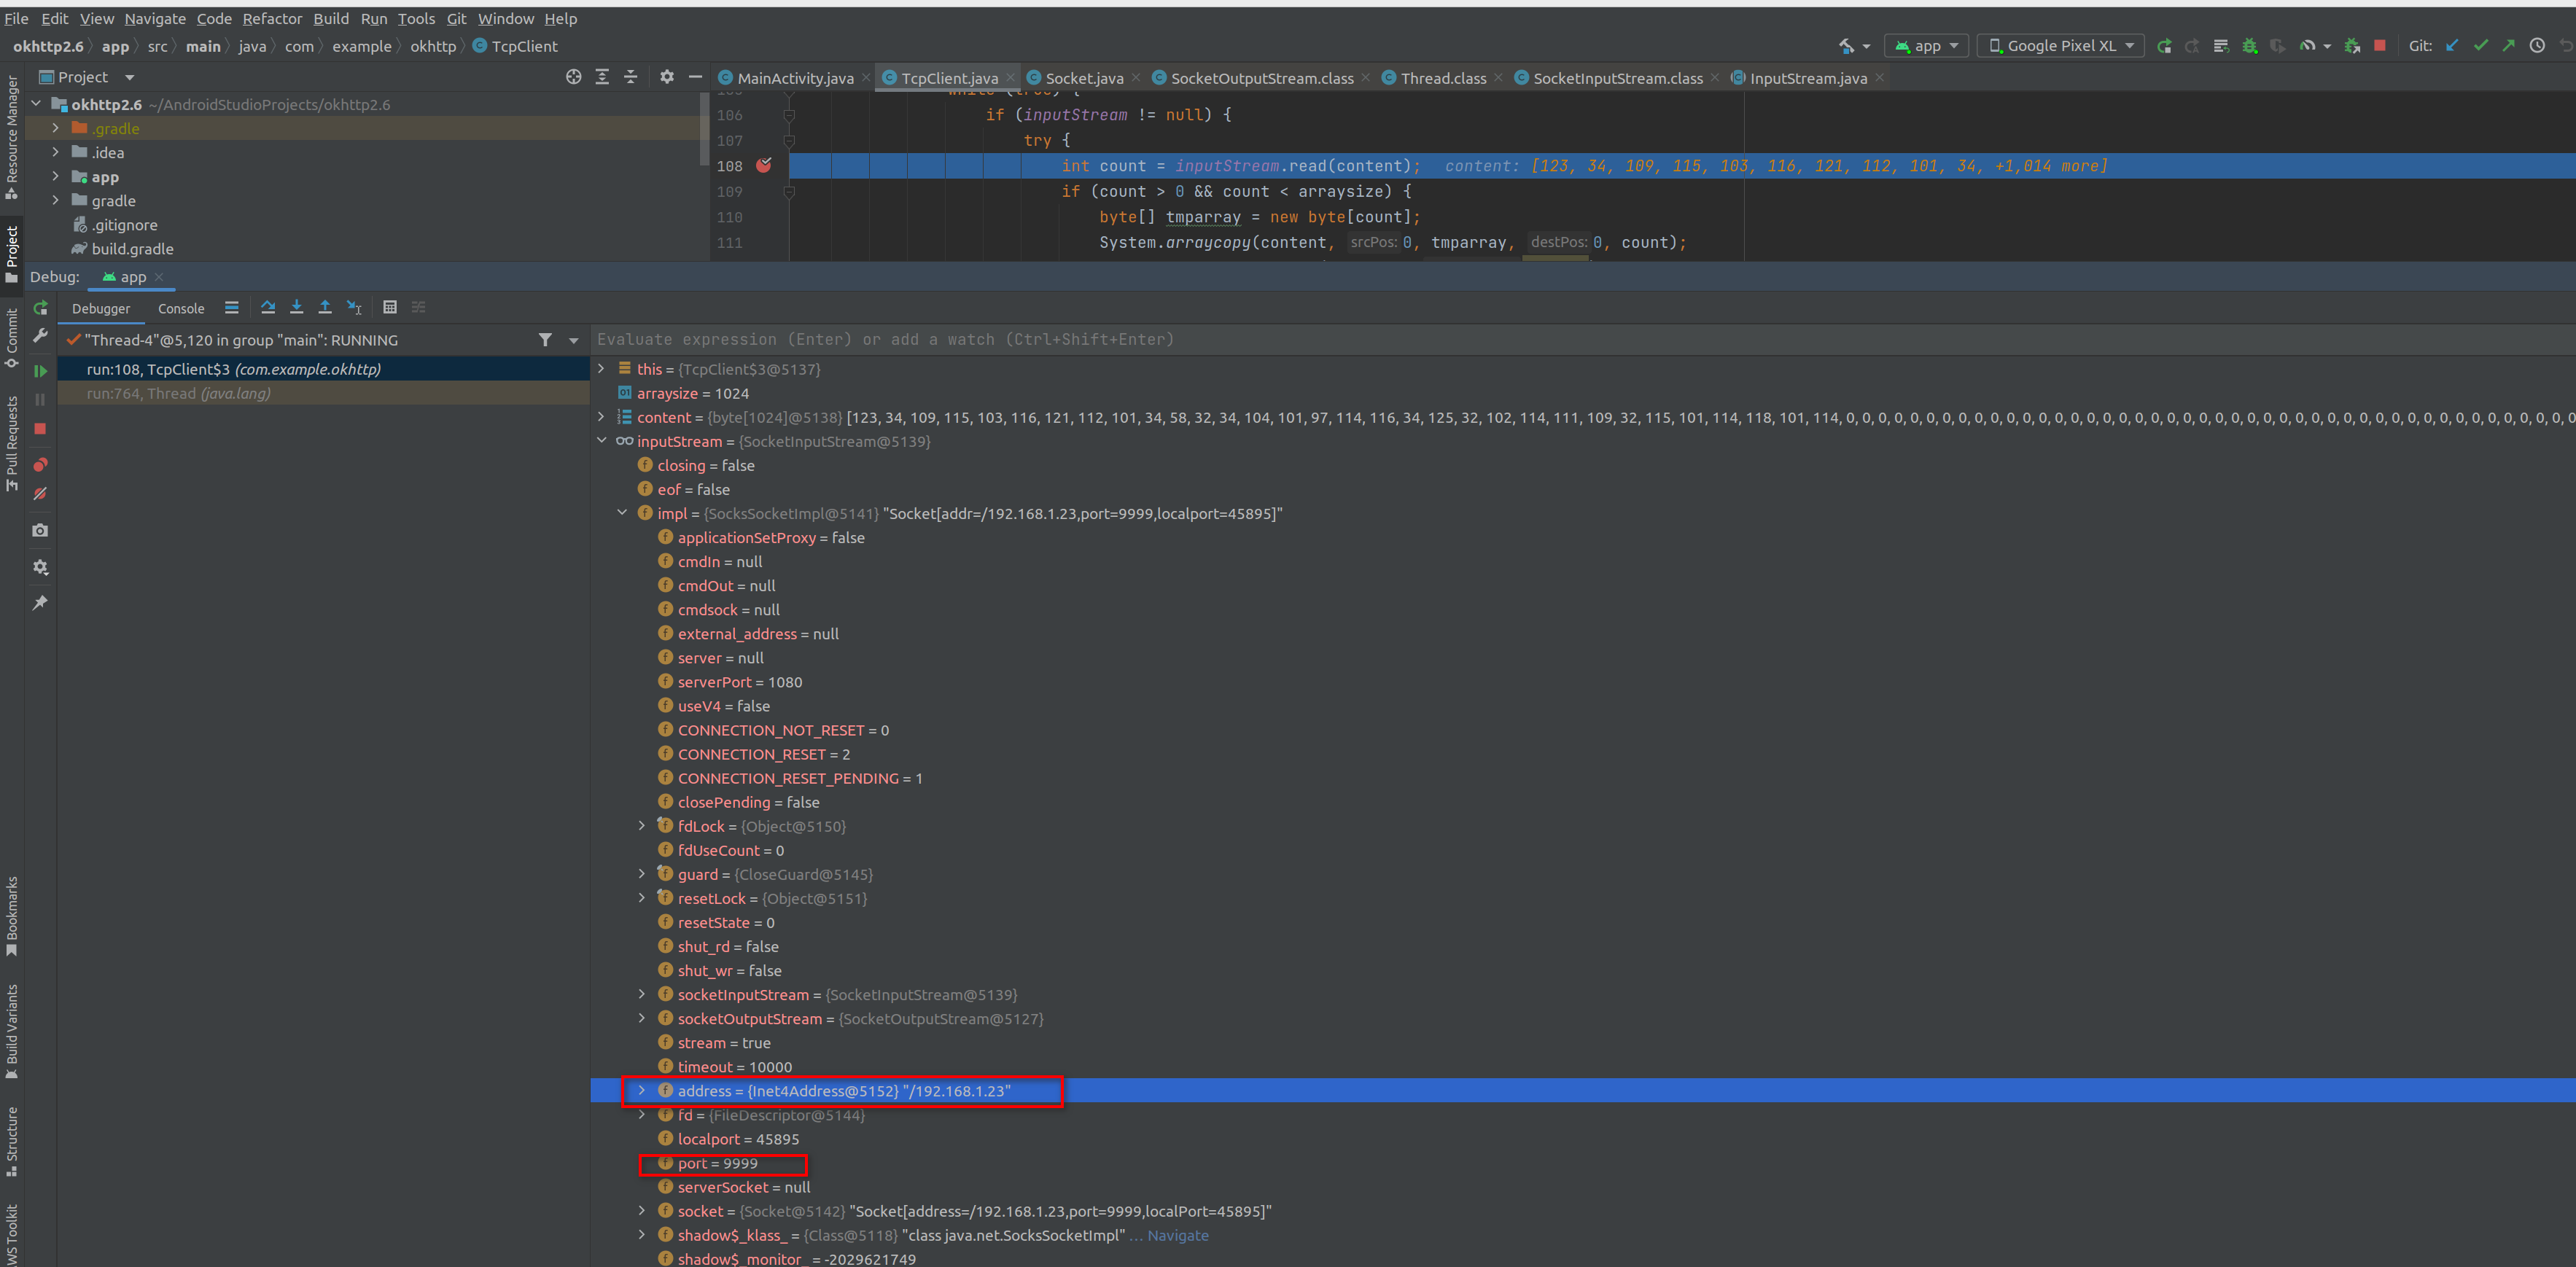 File Edit View Navigate Code Refactor Build Run Tools Git Window Help
okhttp2.6 〉 app 〉 src 〉 main 〉 java 〉 com 〉 example 〉 okhttp 〉 TcpClient
app
Google Pixel XL
Git:
Project
MainActivity.java
TcpClient.java
Socket.java
SocketOutputStream.class
Thread.class
SocketInputStream.class
InputStream.java
okhttp2.6 ~/AndroidStudioProjects/okhttp2.6
.gradle
.idea
app
gradle
.gitignore
build.gradle
106 if (inputStream != null) {
107 try {
108 int count = inputStream.read(content); content: [123, 34, 109, 115, 103, 116, 121, 112, 101, 34, +1,014 more]
109 if (count > 0 && count < arraysize) {
110 byte[] tmparray = new byte[count];
111 System.arraycopy(content, srcPos: 0, tmparray, destPos: 0, count);
Debug: app
Debugger Console
"Thread-4"@5,120 in group "main": RUNNING
run:108, TcpClient$3 (com.example.okhttp)
run:764, Thread (java.lang)
Evaluate expression (Enter) or add a watch (Ctrl+Shift+Enter)
this = {TcpClient$3@5137}
arraysize = 1024
content = {byte[1024]@5138} [123, 34, 109, 115, 103, 116, 121, 112, 101, 34, 58, 32, 34, 104, 101, 97, 114, 116, 34, 125, 32, 102, 114, 111, 109, 32, 115, 101, 114, 118, 101, 114, 0, 0, 0, 0, 0, 0, 0, 0, 0, 0, 0, 0, 0, 0, 0, 0, 0, 0, 0, 0, 0, 0, 0, 0, 0, 0, 0, 0, 0, 0, 0, 0, 0, 0, 0, 0, 0, 0, 0, 0, 0, 0, 0, 0, 0, 0
inputStream = {SocketInputStream@5139}
closing = false
eof = false
impl = {SocksSocketImpl@5141} "Socket[addr=/192.168.1.23,port=9999,localport=45895]"
applicationSetProxy = false
cmdIn = null
cmdOut = null
cmdsock = null
external_address = null
server = null
serverPort = 1080
useV4 = false
CONNECTION_NOT_RESET = 0
CONNECTION_RESET = 2
CONNECTION_RESET_PENDING = 1
closePending = false
fdLock = {Object@5150}
fdUseCount = 0
guard = {CloseGuard@5145}
resetLock = {Object@5151}
resetState = 0
shut_rd = false
shut_wr = false
socketInputStream = {SocketInputStream@5139}
socketOutputStream = {SocketOutputStream@5127}
stream = true
timeout = 10000
address = {Inet4Address@5152} "/192.168.1.23"
fd = {FileDescriptor@5144}
localport = 45895
port = 9999
serverSocket = null
socket = {Socket@5142} "Socket[address=/192.168.1.23,port=9999,localPort=45895]"
shadow$_klass_ = {Class@5118} "class java.net.SocksSocketImpl" ... Navigate
shadow$_monitor_ = -2029621749
Resource Manager
Project
Commit
Pull Requests
Bookmarks
Build Variants
Structure
WS Toolkit